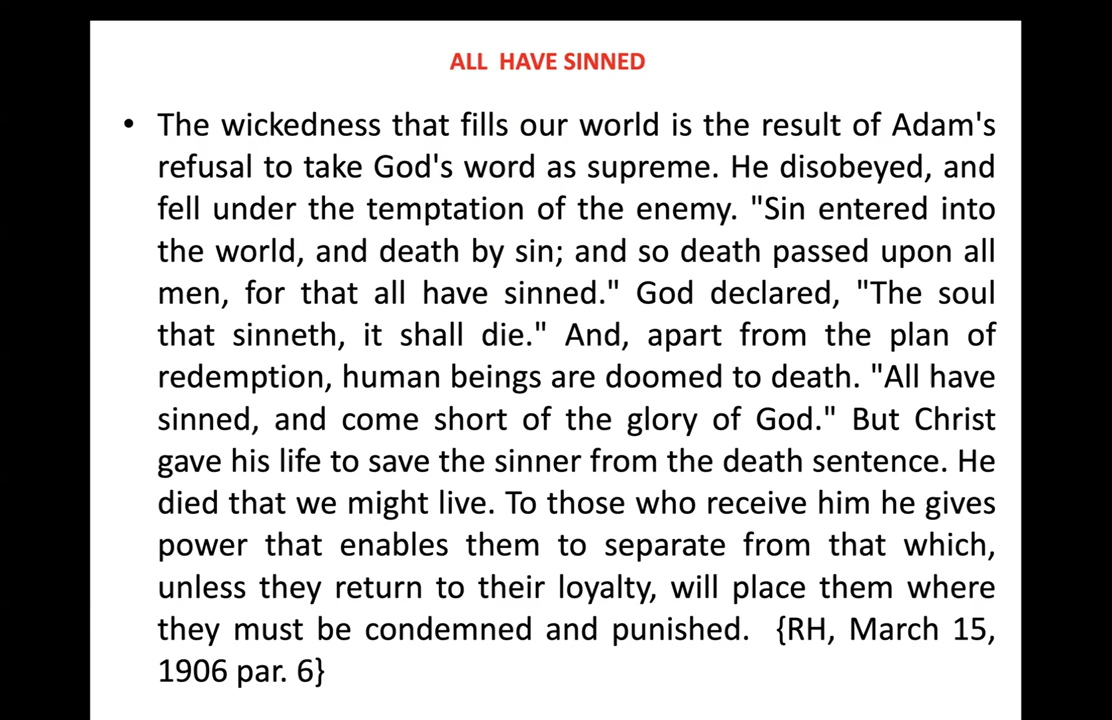 ALL HAVE SINNED
• The wickedness that fills our world is the result of Adam's
refusal to take God's word as supreme. He disobeyed, and
fell under the temptation of the enemy. "Sin entered into
the world, and death by sin; and so death passed upon all
men, for that all have sinned." God declared, "The soul
that sinneth, it shall die." And, apart from the plan of
redemption, human beings are doomed to death. "All have
sinned, and come short of the glory of God." But Christ
gave his life to save the sinner from the death sentence. He
died that we might live. To those who receive him he gives
power that enables them to separate from that which,
unless they return to their loyalty, will place them where
they must be condemned and punished. {RH, March 15,
1906 par. 6}